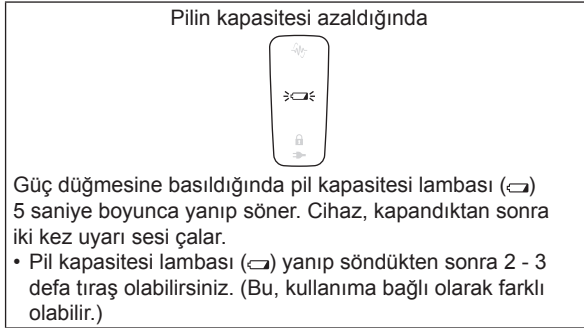 Pilin kapasitesi azaldığında
Güç düğmesine basıldığında pil kapasitesi lambası ()
5 saniye boyunca yanıp söner. Cihaz, kapandıktan sonra
iki kez uyarı sesi çalar.
• Pil kapasitesi lambası () yanıp söndükten sonra 2 - 3
defa tıraş olabilirsiniz. (Bu, kullanıma bağlı olarak farklı
olabilir.)